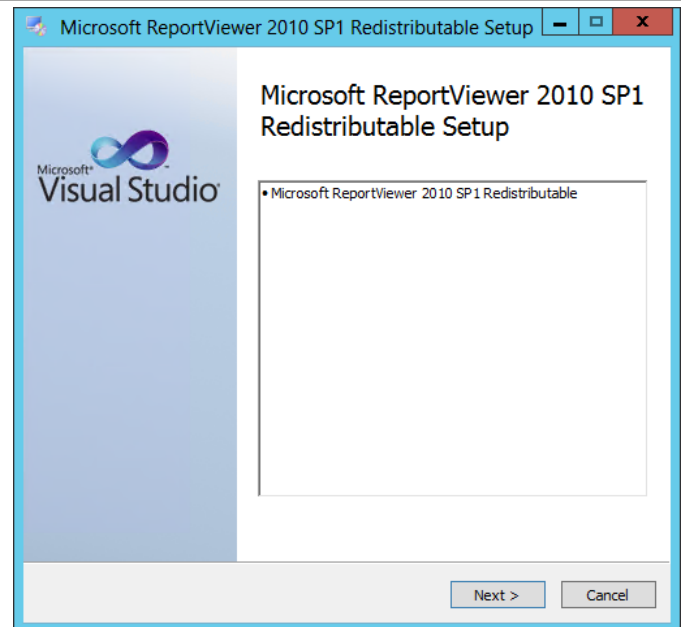 Microsoft ReportViewer 2010 SP1 Redistributable Setup
Microsoft ReportViewer 2010 SP1
Redistributable Setup
Microsoft®
Visual Studio®
• Microsoft ReportViewer 2010 SP1 Redistributable
Next >
Cancel